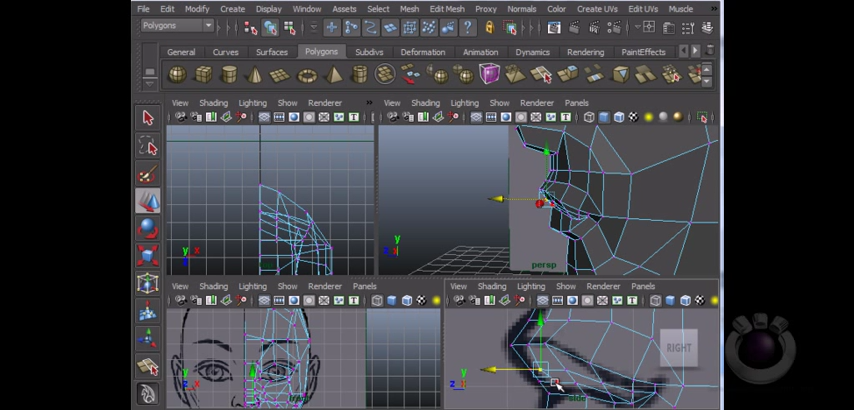 File Edit Modify Create Display Window Assets Select Mesh Edit Mesh Proxy Normals Color Create UVs Edit UVs Muscle »
Polygons
General Curves Surfaces Polygons Subdivs Deformation Animation Dynamics Rendering PaintEffects
View Shading Lighting Show Renderer »
View Shading Lighting Show Renderer Panels
y x
z
y
z
persp
View Shading Lighting Show Renderer Panels
View Shading Lighting Show Renderer Panels
RIGHT
y
z x
y
z
side